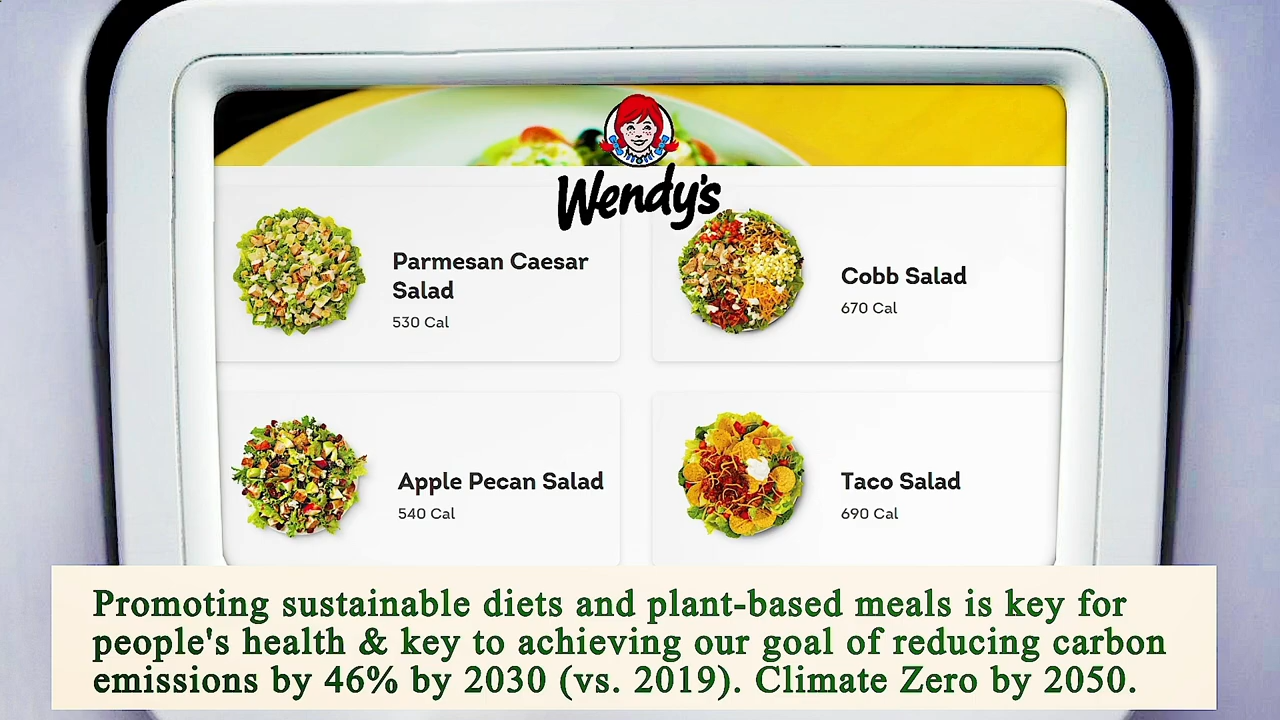 Wendy's
Parmesan Caesar
Salad
530 Cal
Cobb Salad
670 Cal
Apple Pecan Salad
540 Cal
Taco Salad
690 Cal
Promoting sustainable diets and plant-based meals is key for
people's health & key to achieving our goal of reducing carbon
emissions by 46% by 2030 (vs. 2019). Climate Zero by 2050.